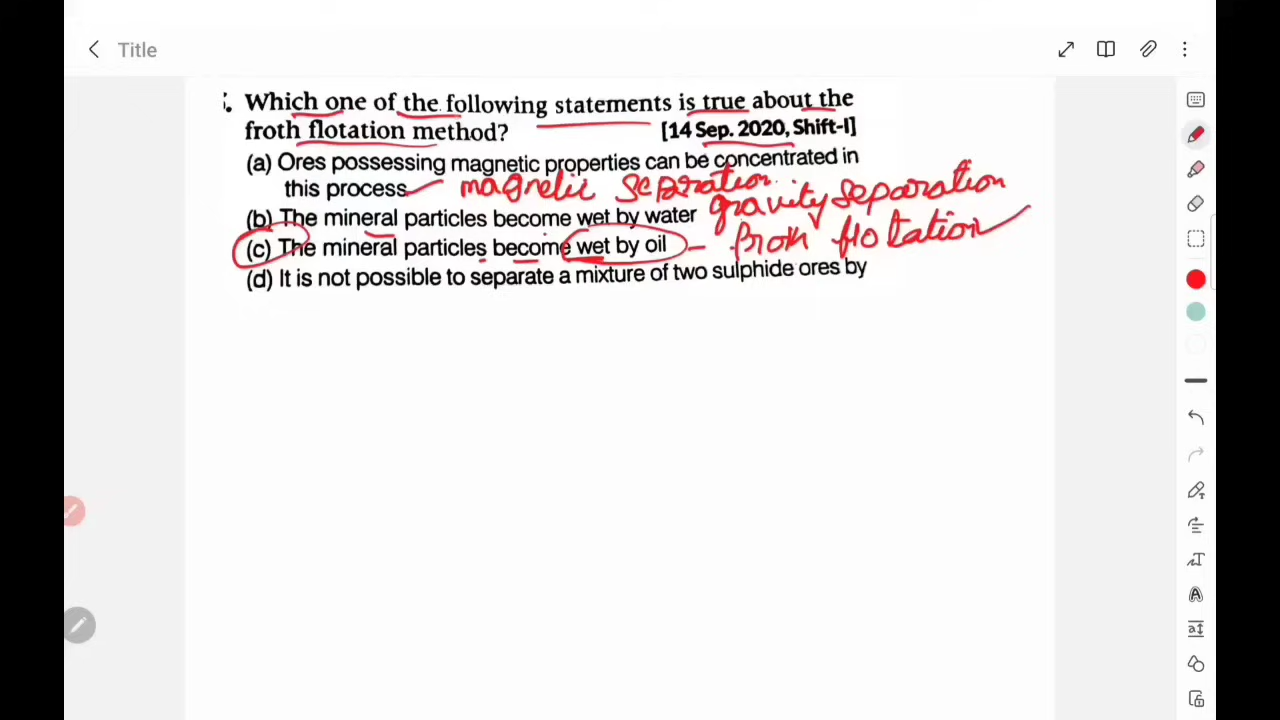 Title
. Which one of the following statements is true about the
froth flotation method? [14 Sep. 2020, Shift-I]
(a) Ores possessing magnetic properties can be concentrated in
this process magnetic separation
(b) The mineral particles become wet by water gravity separation
(c) The mineral particles become wet by oil - froth flotation
(d) It is not possible to separate a mixture of two sulphide ores by